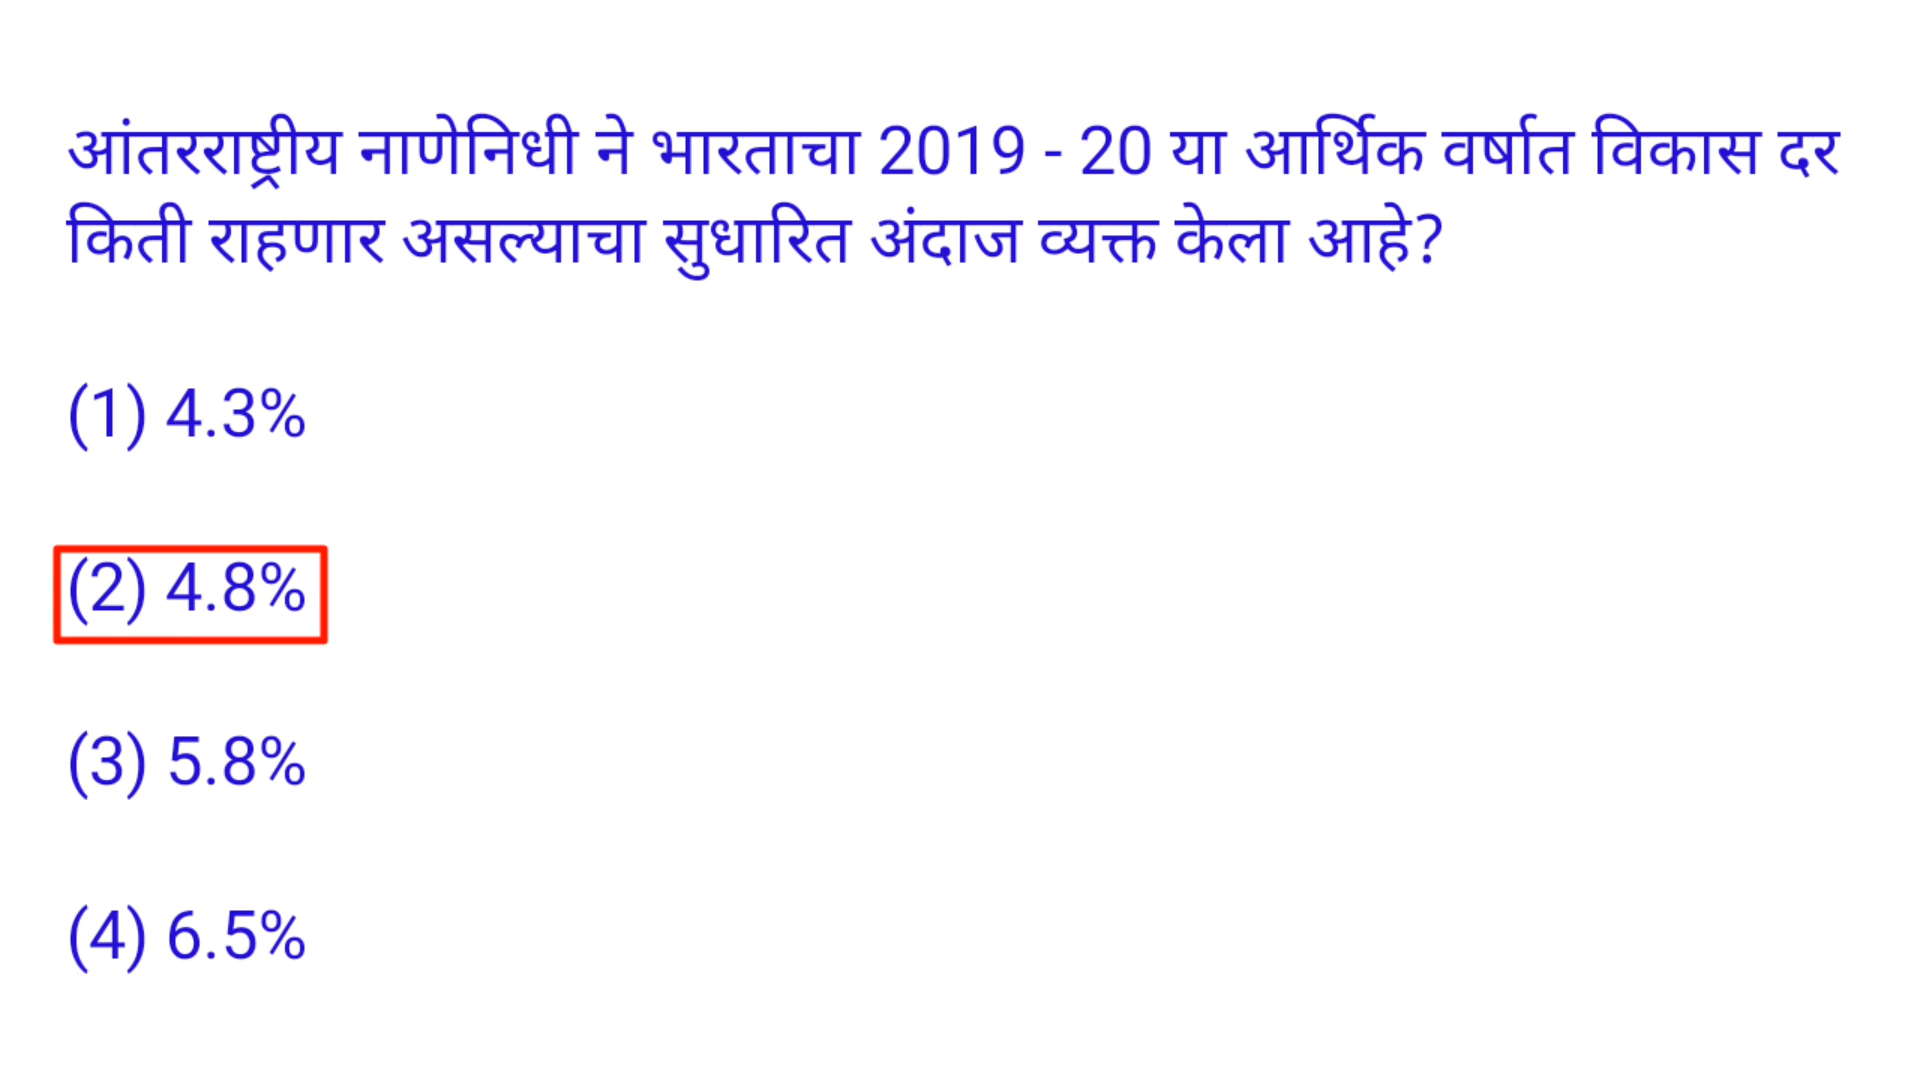 आंतरराष्ट्रीय नाणेनिधी ने भारताचा 2019 - 20 या आर्थिक वर्षात विकास दर
किती राहणार असल्याचा सुधारित अंदाज व्यक्त केला आहे?
(1) 4.3%
(2) 4.8%
(3) 5.8%
(4) 6.5%